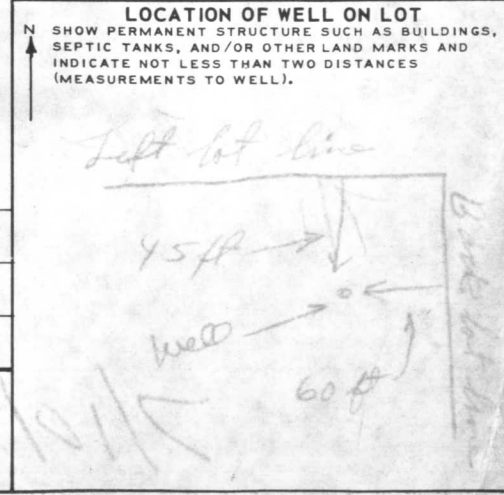 LOCATION OF WELL ON LOT
N
SHOW PERMANENT STRUCTURE SUCH AS BUILDINGS,
SEPTIC TANKS, AND/OR OTHER LAND MARKS AND
INDICATE NOT LESS THAN TWO DISTANCES
(MEASUREMENTS TO WELL).
Left lot line
45 ft
Well
60 ft
Back lot line